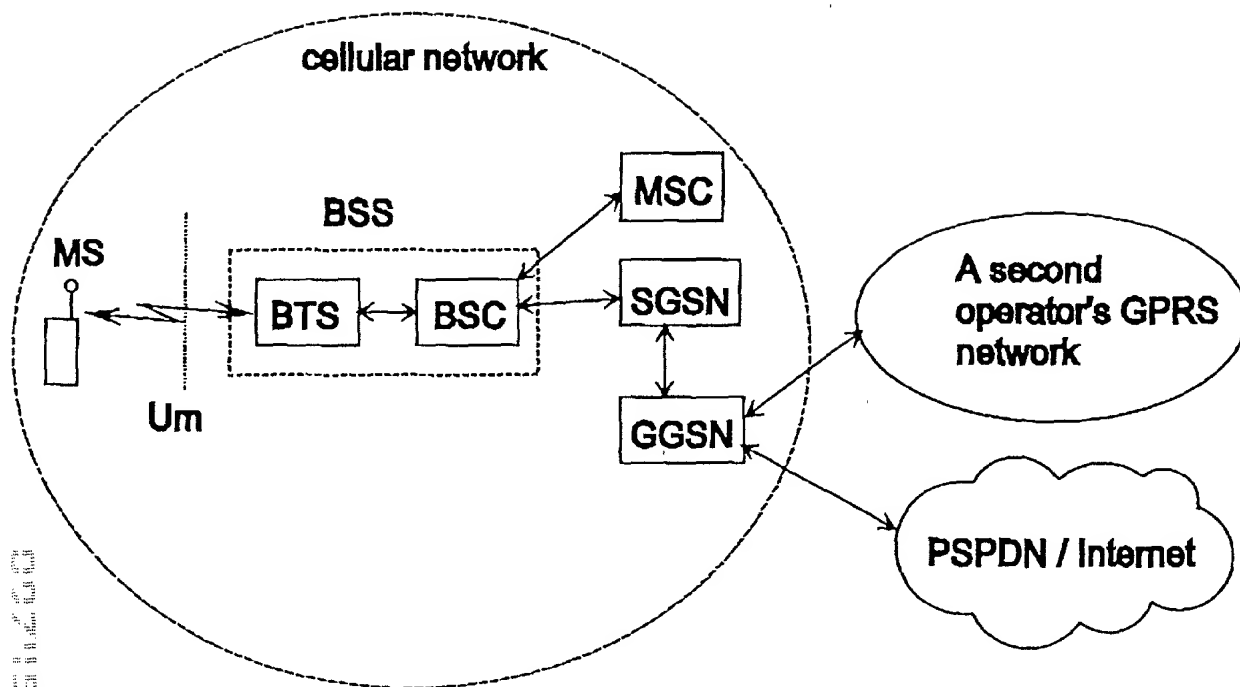 cellular network
MSC
BSS
MS
BTS
BSC
SGSN
A second
operator's GPRS
network
Um
GGSN
PSPDN / Internet